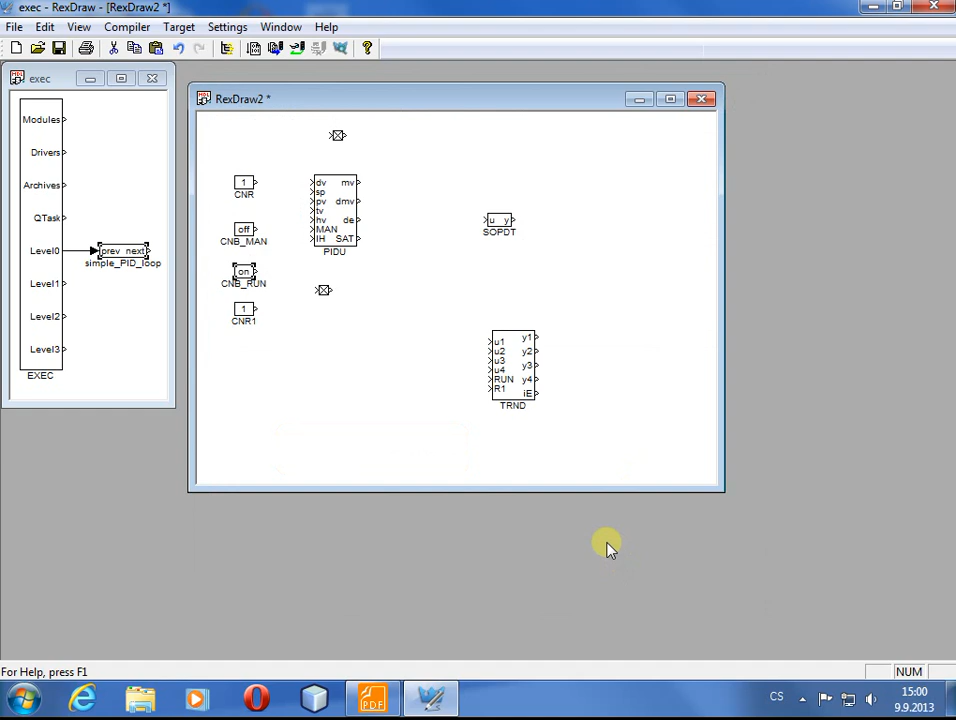 exec - RexDraw - [RexDraw2 *]
File Edit View Compiler Target Settings Window Help
exec
Modules
Drivers
Archives
QTask
Level0
prev next
simple_PID_loop
Level1
Level2
Level3
EXEC
RexDraw2 *
1
CNR
off
CNB_MAN
on
CNB_RUN
1
CNR1
dv mv
sp
pv dmv
tv
hv de
MAN
IH SAT
PIDU
u y
SOPDT
u1 y1
u2 y2
u3 y3
u4
RUN y4
R1 iE
TRND
For Help, press F1
NUM
PDF
CS
15:00
9.9.2013